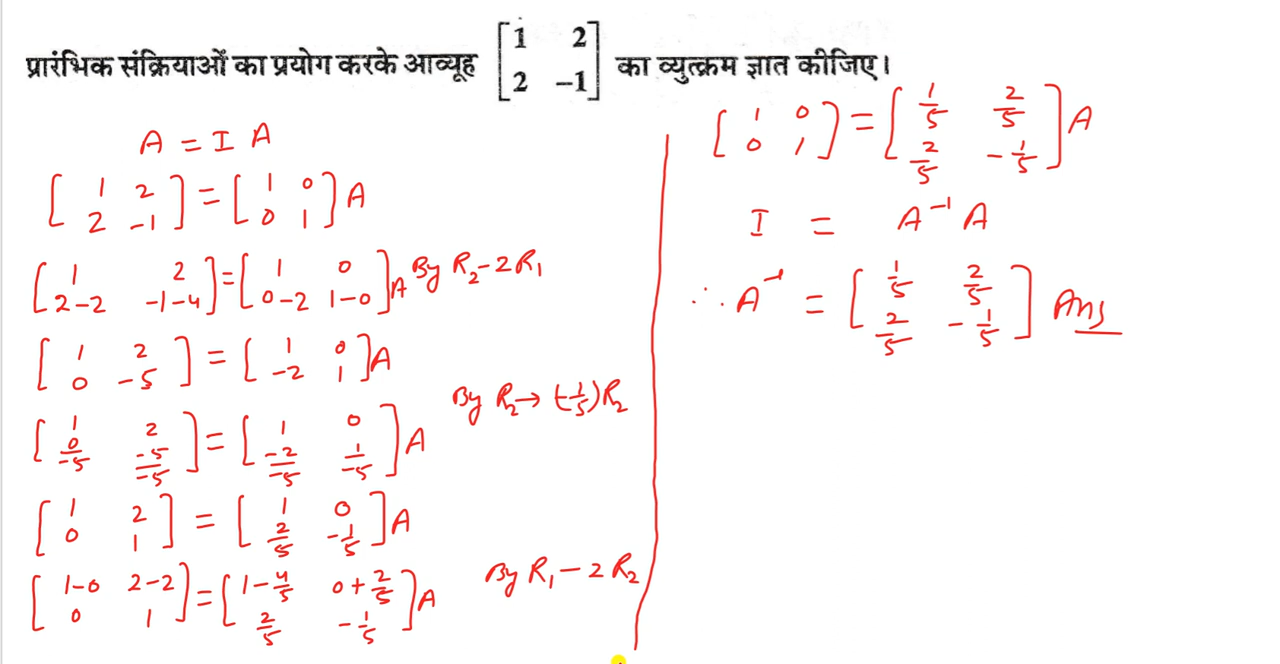 प्रारंभिक संक्रियाओं का प्रयोग करके आव्यूह [1 2; 2 -1] का व्युत्क्रम ज्ञात कीजिए।
A = I A
[1 2; 2 -1] = [1 0; 0 1] A
[1 2; 2-2 -1-4] = [1 0; 0-2 1-0] A By R₂-2R₁
[1 2; 0 -5] = [1 0; -2 1] A
By R₂→(-1/5)R₂
[1 2; 0/-5 -5/-5] = [1 0; -2/-5 1/-5] A
[1 2; 0 1] = [1 0; 2/5 -1/5] A
[1-0 2-2; 0 1] = [1-4/5 0+2/5; 2/5 -1/5] A By R₁-2R₂
[1 0; 0 1] = [1/5 2/5; 2/5 -1/5] A
I = A⁻¹ A
∴ A⁻¹ = [1/5 2/5; 2/5 -1/5] Ans